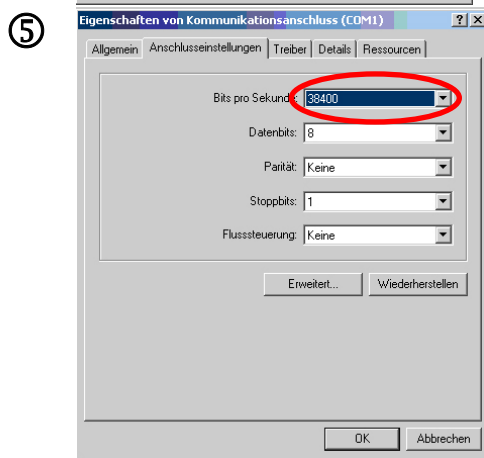 ⑤
Eigenschaften von Kommunikationsanschluss (COM1) ? X
Allgemein Anschlusseinstellungen Treiber Details Ressourcen
Bits pro Sekunde: 38400
Datenbits: 8
Parität: Keine
Stoppbits: 1
Flusssteuerung: Keine
Erweitert... Wiederherstellen
OK Abbrechen